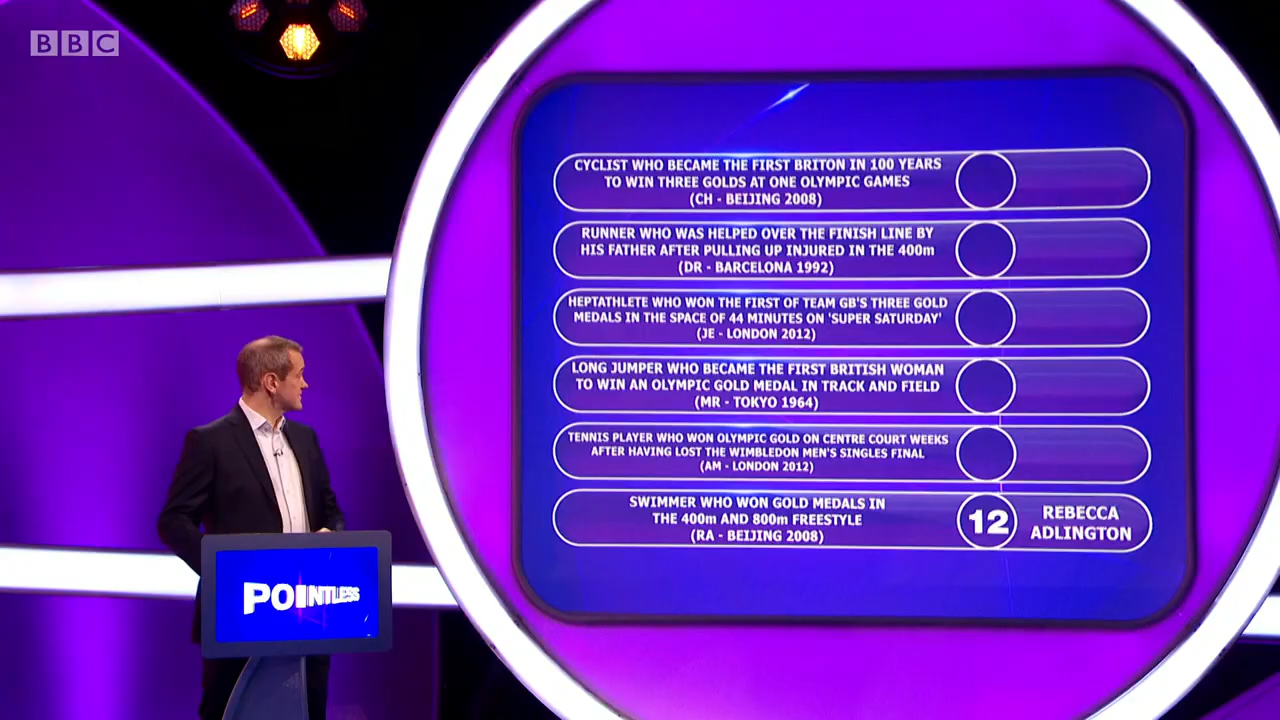 BBC
CYCLIST WHO BECAME THE FIRST BRITON IN 100 YEARS
TO WIN THREE GOLDS AT ONE OLYMPIC GAMES
(CH - BEIJING 2008)
RUNNER WHO WAS HELPED OVER THE FINISH LINE BY
HIS FATHER AFTER PULLING UP INJURED IN THE 400m
(DR - BARCELONA 1992)
HEPTATHLETE WHO WON THE FIRST OF TEAM GB'S THREE GOLD
MEDALS IN THE SPACE OF 44 MINUTES ON 'SUPER SATURDAY'
(JE - LONDON 2012)
LONG JUMPER WHO BECAME THE FIRST BRITISH WOMAN
TO WIN AN OLYMPIC GOLD MEDAL IN TRACK AND FIELD
(MR - TOKYO 1964)
TENNIS PLAYER WHO WON OLYMPIC GOLD ON CENTRE COURT WEEKS
AFTER HAVING LOST THE WIMBLEDON MEN'S SINGLES FINAL
(AM - LONDON 2012)
SWIMMER WHO WON GOLD MEDALS IN
THE 400m AND 800m FREESTYLE
(RA - BEIJING 2008)
12
REBECCA
ADLINGTON
POINTLESS